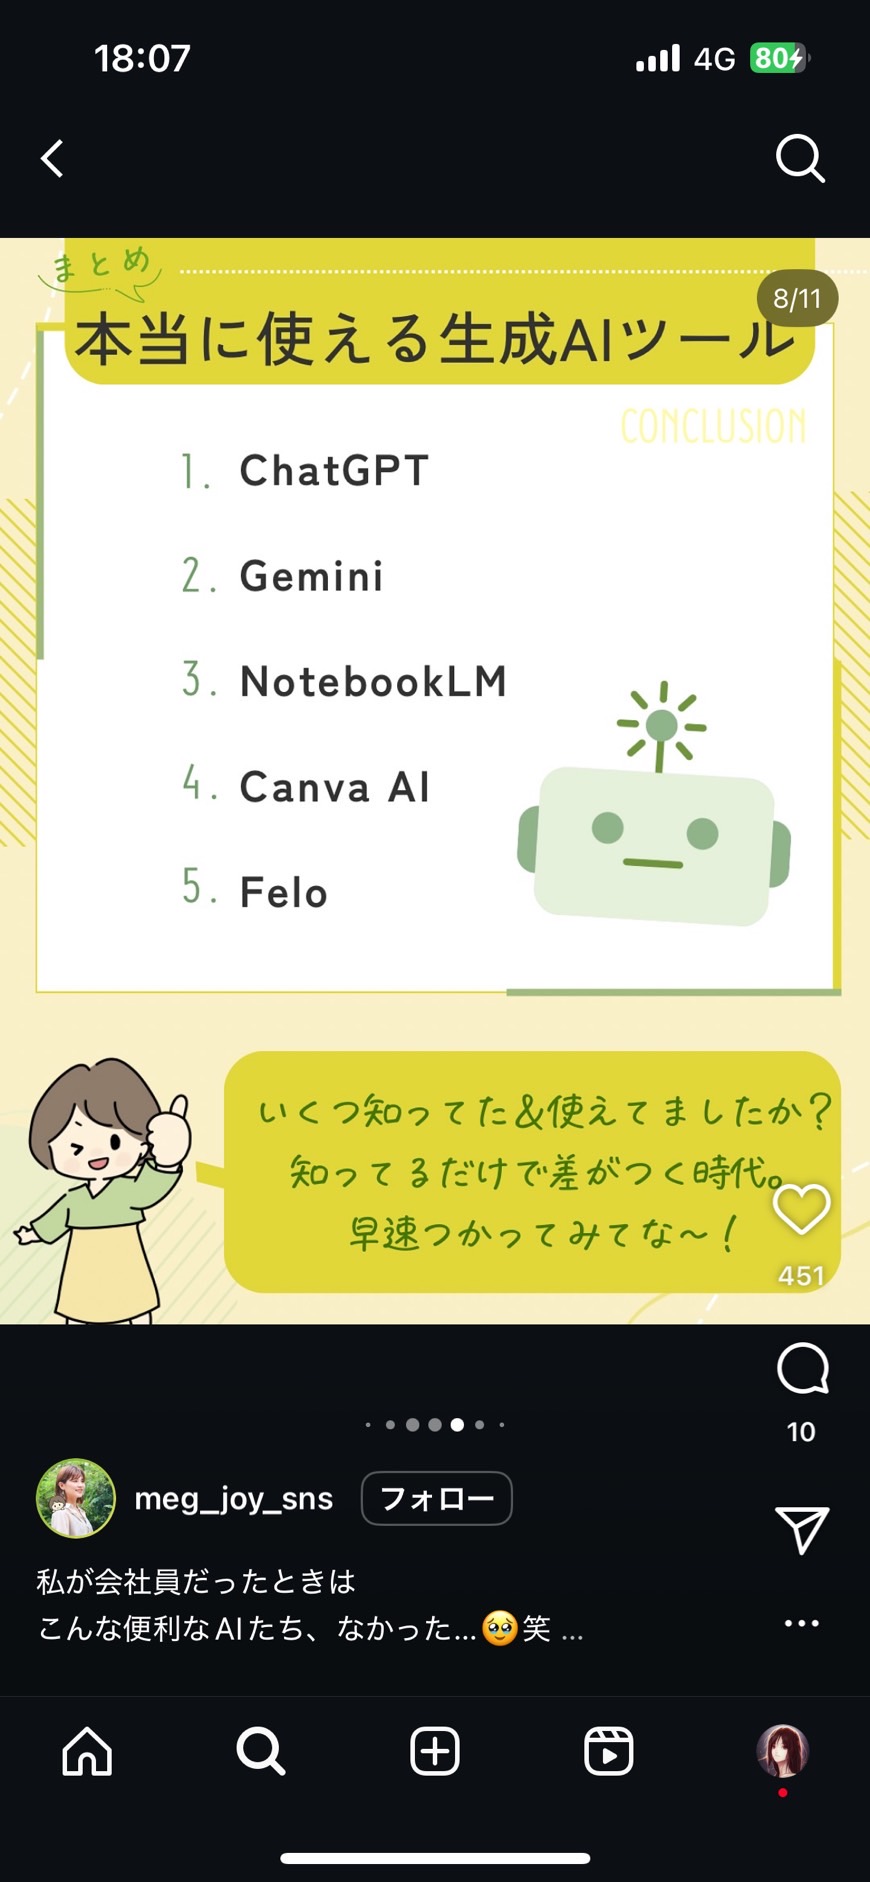 18:07
4G
80
まとめ
8/11
本当に使える生成AIツール
CONCLUSION
1. ChatGPT
2. Gemini
3. NotebookLM
4. Canva AI
5. Felo
いくつ知ってた&使えてましたか?
知ってるだけで差がつく時代。
早速つかってみてな〜!
451
10
meg_joy_sns フォロー
私が会社員だったときは
こんな便利なAIたち、なかった...🥹笑 ...